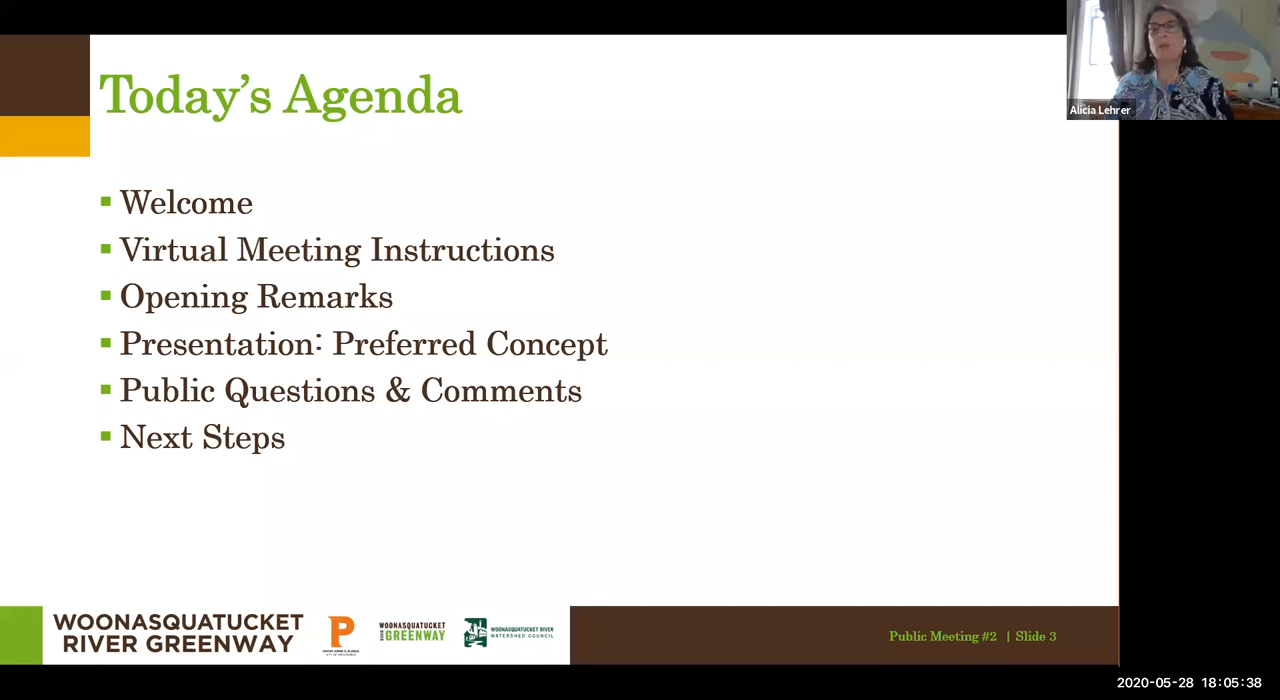 Today's Agenda
Alicia Lehrer
Welcome
Virtual Meeting Instructions
Opening Remarks
Presentation: Preferred Concept
Public Questions & Comments
Next Steps
WOONASQUATUCKET
RIVER GREENWAY
P
WOONASQUATUCKET
RIVER GREENWAY
WOONASQUATUCKET RIVER
WATERSHED COUNCIL
Public Meeting #2 | Slide 3
2020-05-28 18:05:38